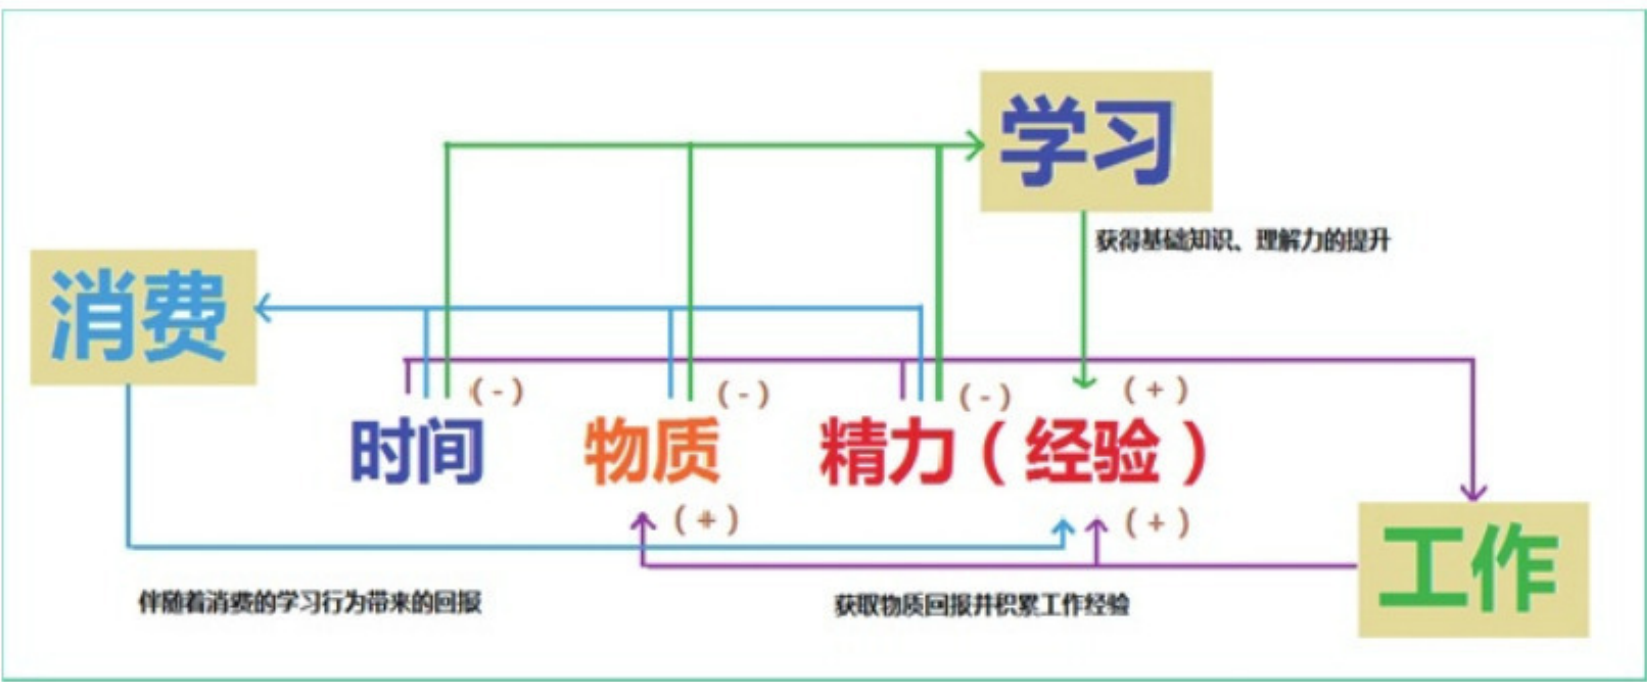 学习
获得基础知识、理解力的提升
消费
(-)
(-)
(-)
(+)
时间
物质
精力(经验)
(+)
(+)
工作
伴随着消费的学习行为带来的回报
获取物质回报并积累工作经验